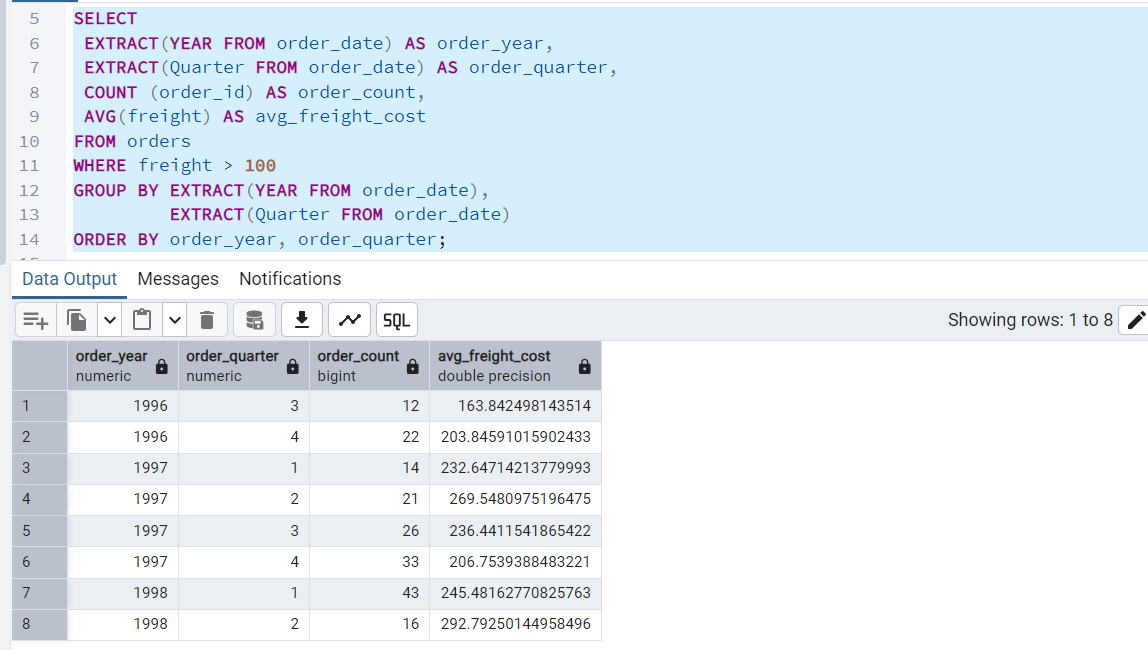 5 SELECT
6 EXTRACT(YEAR FROM order_date) AS order_year,
7 EXTRACT(Quarter FROM order_date) AS order_quarter,
8 COUNT (order_id) AS order_count,
9 AVG(freight) AS avg_freight_cost
10 FROM orders
11 WHERE freight > 100
12 GROUP BY EXTRACT(YEAR FROM order_date),
13 EXTRACT(Quarter FROM order_date)
14 ORDER BY order_year, order_quarter;
Data Output Messages Notifications
SQL Showing rows: 1 to 8
order_year order_quarter order_count avg_freight_cost
numeric numeric bigint double precision
1 1996 3 12 163.842498143514
2 1996 4 22 203.84591015902433
3 1997 1 14 232.64714213779993
4 1997 2 21 269.5480975196475
5 1997 3 26 236.4411541865422
6 1997 4 33 206.7539388483221
7 1998 1 43 245.48162770825763
8 1998 2 16 292.79250144958496